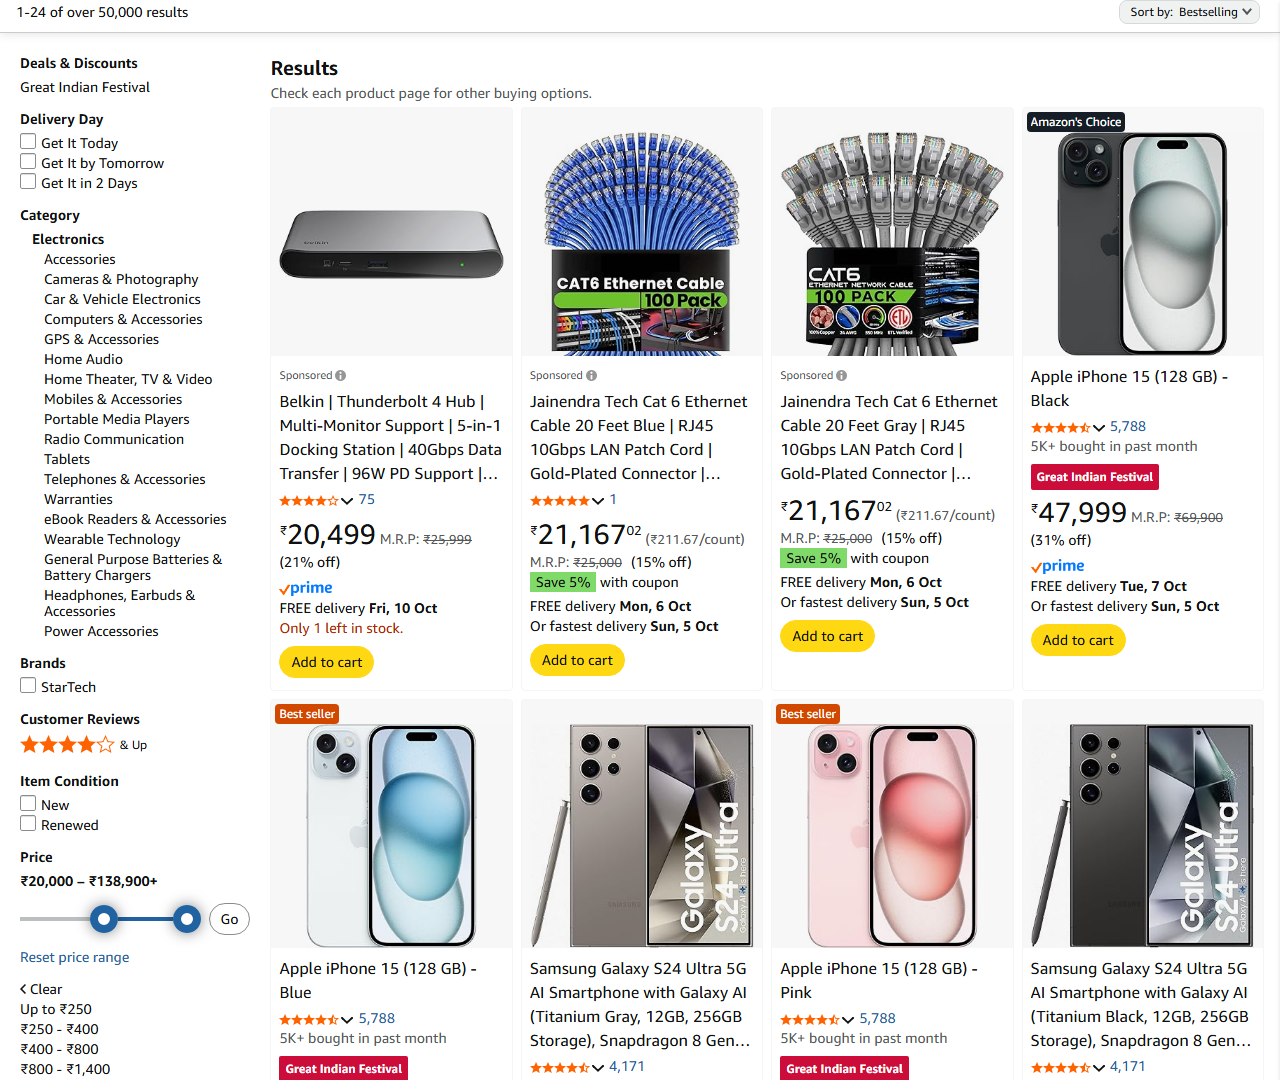 1-24 of over 50,000 results
Sort by: Bestselling
Deals & Discounts
Great Indian Festival
Delivery Day
Get It Today
Get It by Tomorrow
Get It in 2 Days
Category
Electronics
Accessories
Cameras & Photography
Car & Vehicle Electronics
Computers & Accessories
GPS & Accessories
Home Audio
Home Theater, TV & Video
Mobiles & Accessories
Portable Media Players
Radio Communication
Tablets
Telephones & Accessories
Warranties
eBook Readers & Accessories
Wearable Technology
General Purpose Batteries &
Battery Chargers
Headphones, Earbuds &
Accessories
Power Accessories
Brands
StarTech
Customer Reviews
& Up
Item Condition
New
Renewed
Price
₹20,000 – ₹138,900+
Go
Reset price range
Clear
Up to ₹250
₹250 - ₹400
₹400 - ₹800
₹800 - ₹1,400
Results
Check each product page for other buying options.
belkin
Sponsored
Belkin | Thunderbolt 4 Hub |
Multi-Monitor Support | 5-in-1
Docking Station | 40Gbps Data
Transfer | 96W PD Support |...
75
₹20,499 M.R.P: ₹25,999
(21% off)
prime
FREE delivery Fri, 10 Oct
Only 1 left in stock.
Add to cart
CAT6 Ethernet Cable
100 Pack
Sponsored
Jainendra Tech Cat 6 Ethernet
Cable 20 Feet Blue | RJ45
10Gbps LAN Patch Cord |
Gold-Plated Connector |...
1
₹21,16702 (₹211.67/count)
M.R.P: ₹25,000 (15% off)
Save 5% with coupon
FREE delivery Mon, 6 Oct
Or fastest delivery Sun, 5 Oct
Add to cart
CAT6
ETHERNET NETWORK CABLE
100 PACK
Sponsored
Jainendra Tech Cat 6 Ethernet
Cable 20 Feet Gray | RJ45
10Gbps LAN Patch Cord |
Gold-Plated Connector |...
₹21,16702 (₹211.67/count)
M.R.P: ₹25,000 (15% off)
Save 5% with coupon
FREE delivery Mon, 6 Oct
Or fastest delivery Sun, 5 Oct
Add to cart
Amazon's Choice
Apple iPhone 15 (128 GB) -
Black
5,788
5K+ bought in past month
Great Indian Festival
₹47,999 M.R.P: ₹69,900
(31% off)
prime
FREE delivery Tue, 7 Oct
Or fastest delivery Sun, 5 Oct
Add to cart
Best seller
Apple iPhone 15 (128 GB) -
Blue
5,788
5K+ bought in past month
Great Indian Festival
Galaxy
S24 Ultra
Galaxy AI is here
Samsung Galaxy S24 Ultra 5G
AI Smartphone with Galaxy AI
(Titanium Gray, 12GB, 256GB
Storage), Snapdragon 8 Gen...
4,171
Best seller
Apple iPhone 15 (128 GB) -
Pink
5,788
5K+ bought in past month
Great Indian Festival
Galaxy
S24 Ultra
Galaxy AI is here
Samsung Galaxy S24 Ultra 5G
AI Smartphone with Galaxy AI
(Titanium Black, 12GB, 256GB
Storage), Snapdragon 8 Gen...
4,171